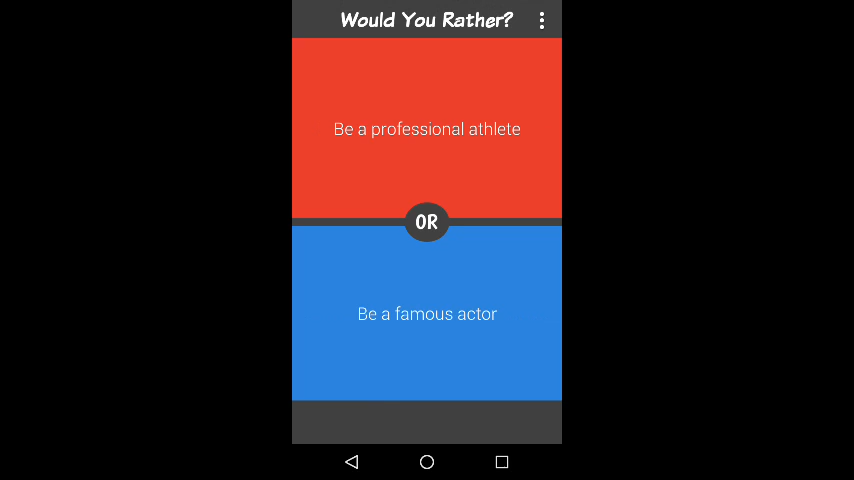 Would You Rather?
Be a professional athlete
OR
Be a famous actor